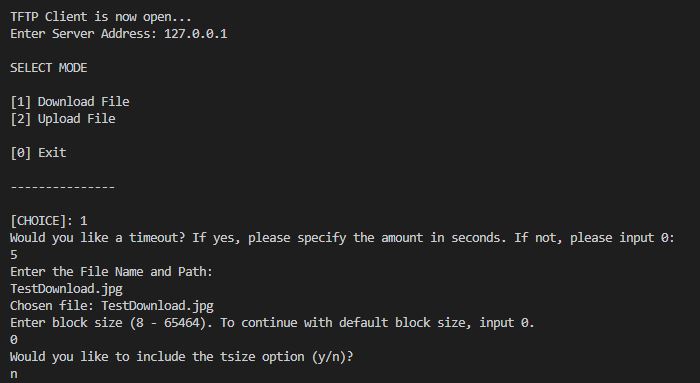 TFTP Client is now open...
Enter Server Address: 127.0.0.1
SELECT MODE
[1] Download File
[2] Upload File
[0] Exit
---------------
[CHOICE]: 1
Would you like a timeout? If yes, please specify the amount in seconds. If not, please input 0:
5
Enter the File Name and Path:
TestDownload.jpg
Chosen file: TestDownload.jpg
Enter block size (8 - 65464). To continue with default block size, input 0.
0
Would you like to include the tsize option (y/n)?
n